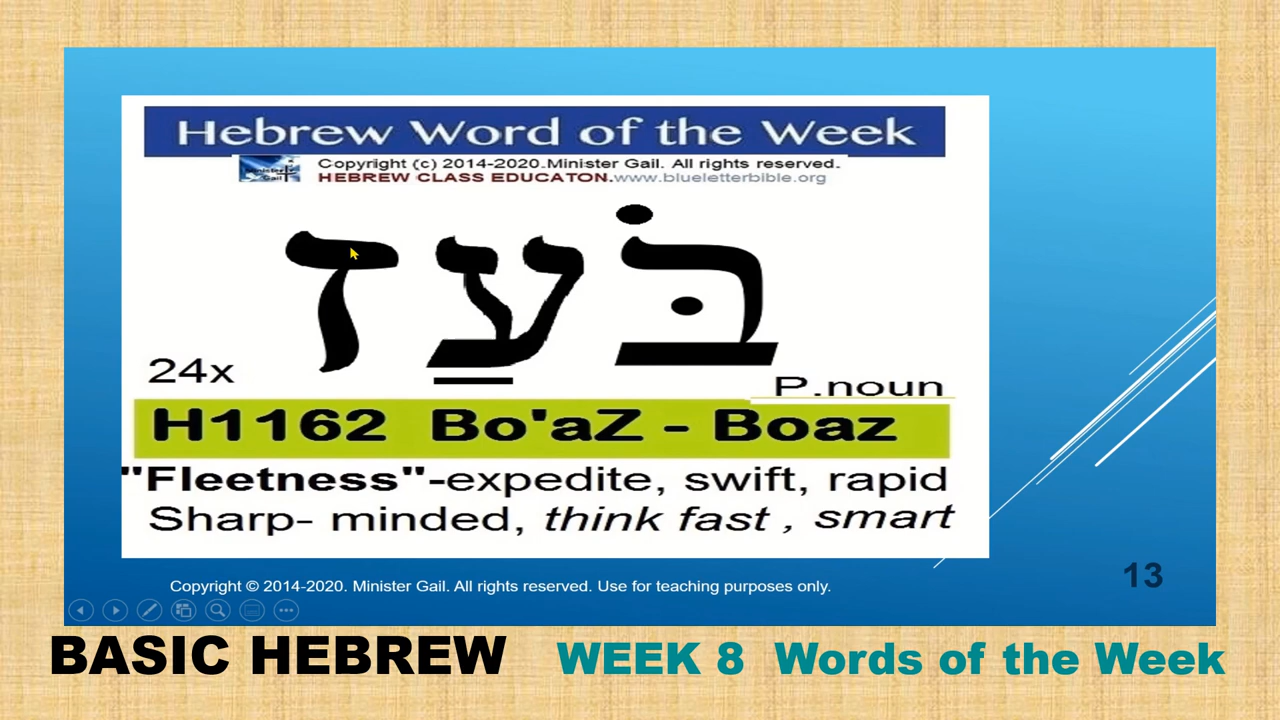 Hebrew Word of the Week
Copyright (c) 2014-2020.Minister Gail. All rights reserved.
Minister Gail
HEBREW CLASS EDUCATON.www.blueletterbible.org
בֹּעַז
24x
P.noun
H1162 Bo'aZ - Boaz
"Fleetness"-expedite, swift, rapid
Sharp- minded, think fast , smart
Copyright © 2014-2020. Minister Gail. All rights reserved. Use for teaching purposes only.
13
BASIC HEBREW WEEK 8 Words of the Week